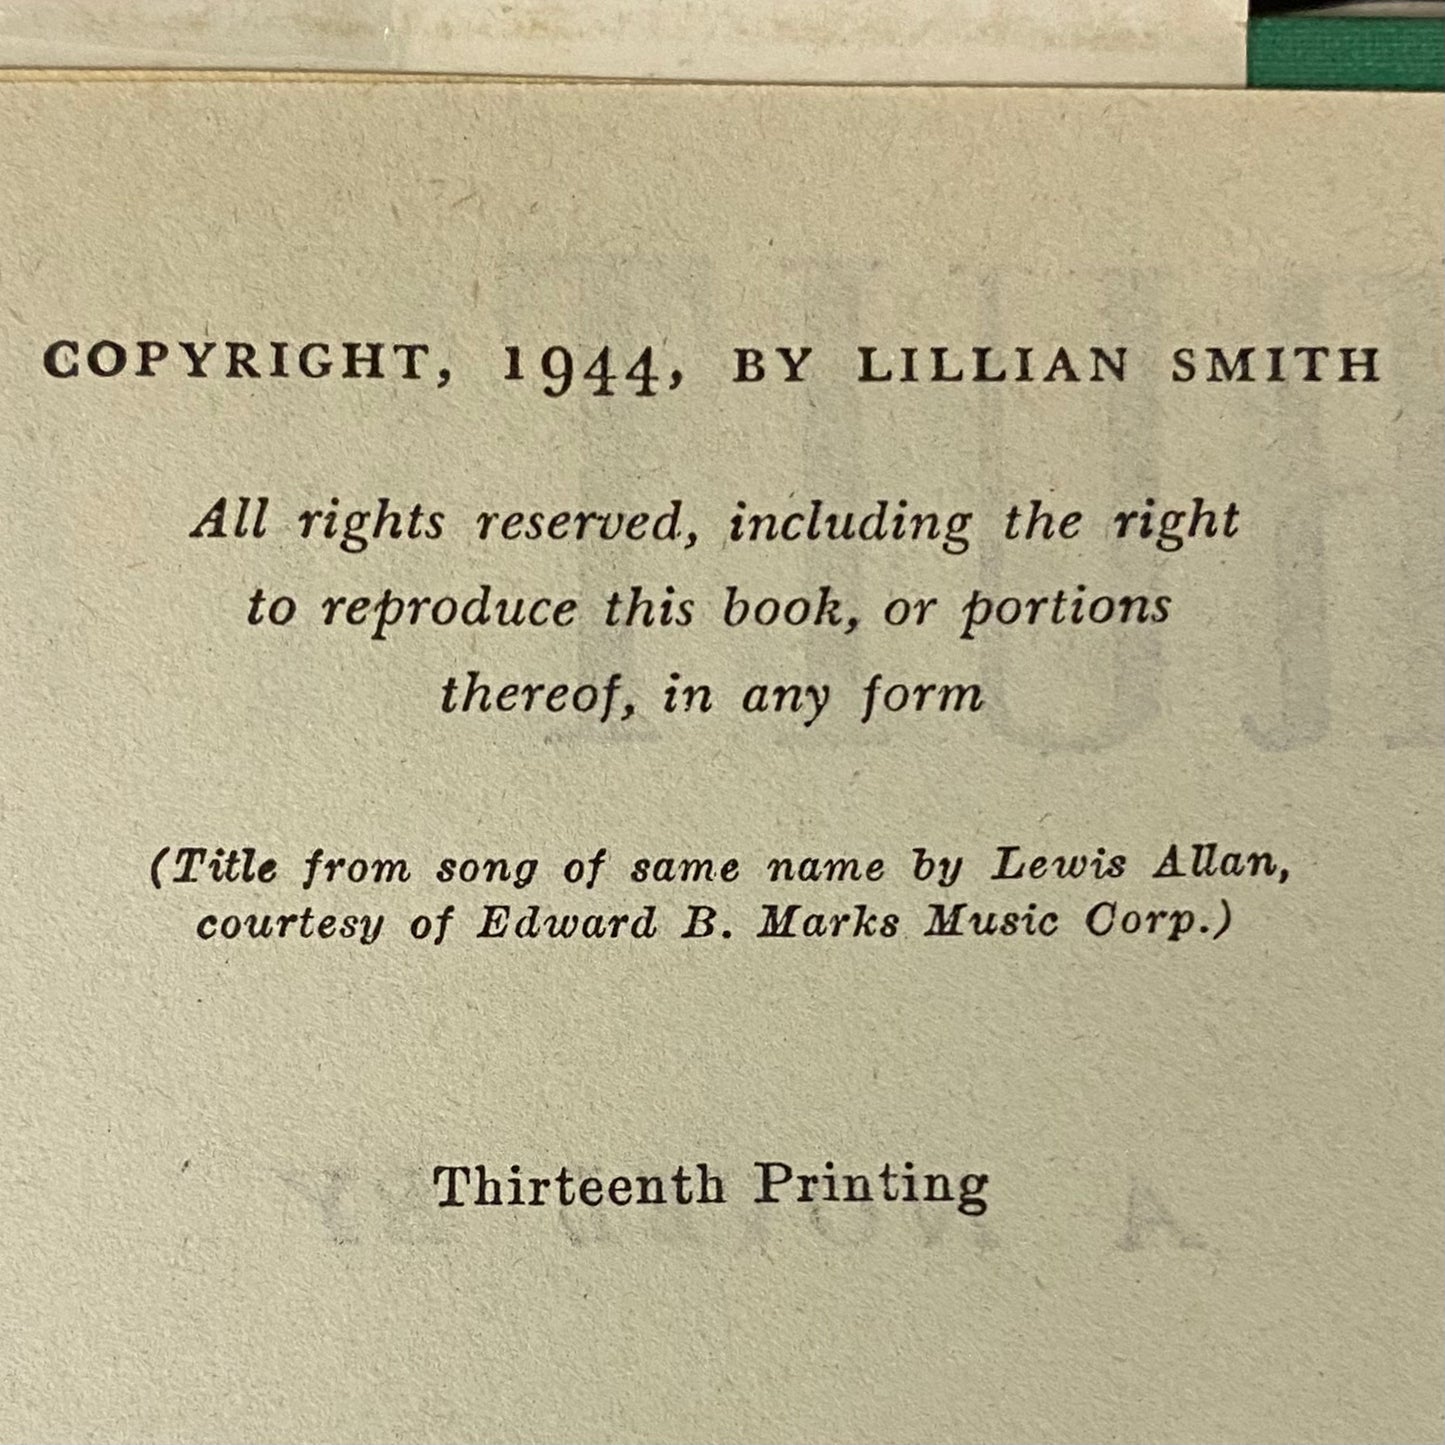 COPYRIGHT, 1944, BY LILLIAN SMITH
All rights reserved, including the right
to reproduce this book, or portions
thereof, in any form
(Title from song of same name by Lewis Allan,
courtesy of Edward B. Marks Music Corp.)
Thirteenth Printing